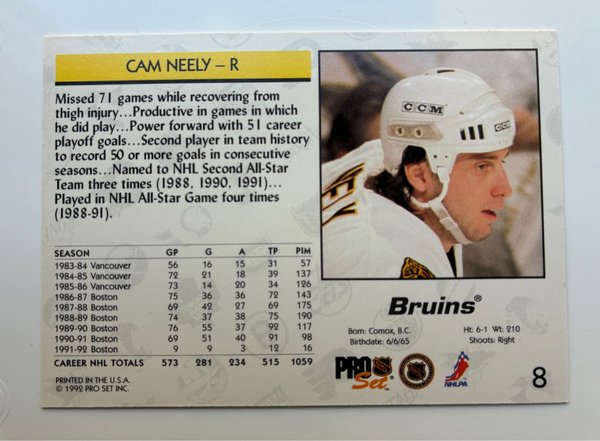 CAM NEELY – R
Missed 71 games while recovering from
thigh injury...Productive in games in which
he did play...Power forward with 51 career
playoff goals...Second player in team history
to record 50 or more goals in consecutive
seasons...Named to NHL Second All-Star
Team three times (1988, 1990, 1991)...
Played in NHL All-Star Game four times
(1988-91).
CCM
CCM
SEASON GP G A TP PIM
1983-84 Vancouver 56 16 15 31 57
1984-85 Vancouver 72 21 18 39 137
1985-86 Vancouver 73 14 20 34 126
1986-87 Boston 75 36 36 72 143
1987-88 Boston 69 42 27 69 175
1988-89 Boston 74 37 38 75 190
1989-90 Boston 76 55 37 92 117
1990-91 Boston 69 51 40 91 98
1991-92 Boston 9 9 3 12 16
CAREER NHL TOTALS 573 281 234 515 1059
PRINTED IN THE U.S.A.
© 1992 PRO SET INC.
Bruins®
Born: Comox, B.C. Ht: 6-1 Wt: 210
Birthdate: 6/6/65 Shoots: Right
PRO Set
NHLPA
8